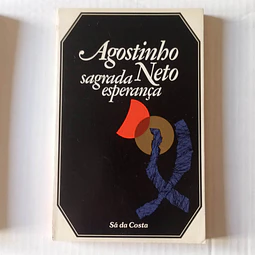 Agostinho
Neto
sagrada
esperança
Sá da Costa